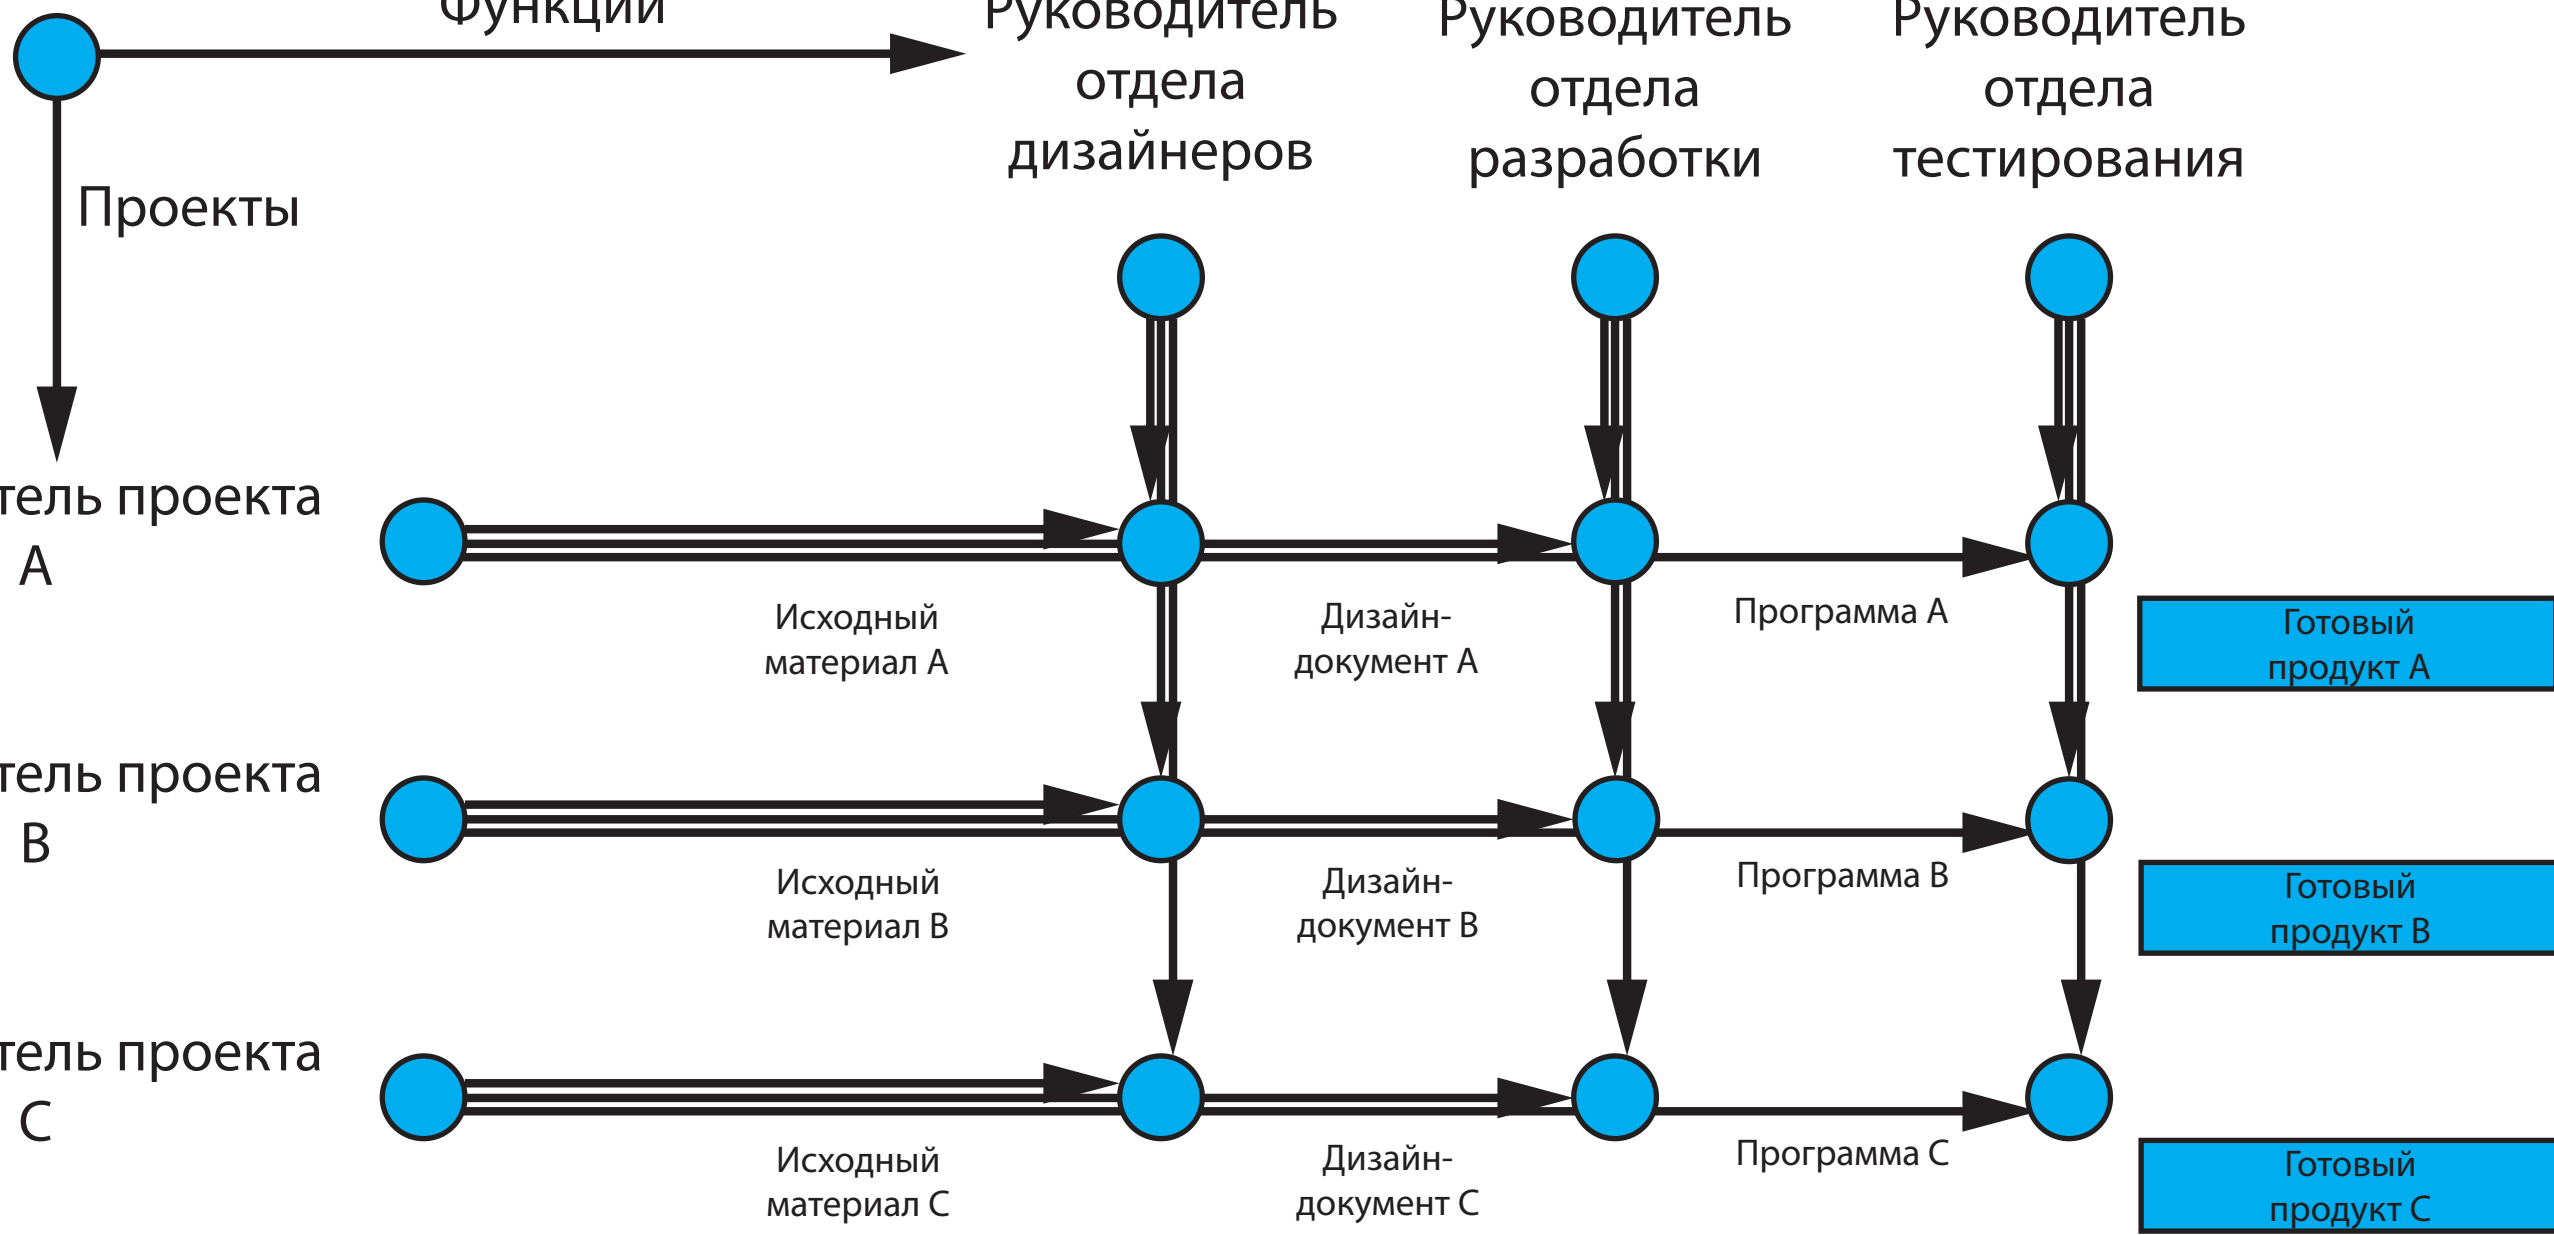 Функции
Руководитель
отдела
дизайнеров
Руководитель
отдела
разработки
Руководитель
отдела
тестирования
Проекты
тель проекта
A
Исходный
материал A
Дизайн-
документ A
Программа A
Готовый
продукт A
тель проекта
B
Исходный
материал B
Дизайн-
документ B
Программа B
Готовый
продукт B
тель проекта
C
Исходный
материал C
Дизайн-
документ C
Программа C
Готовый
продукт C